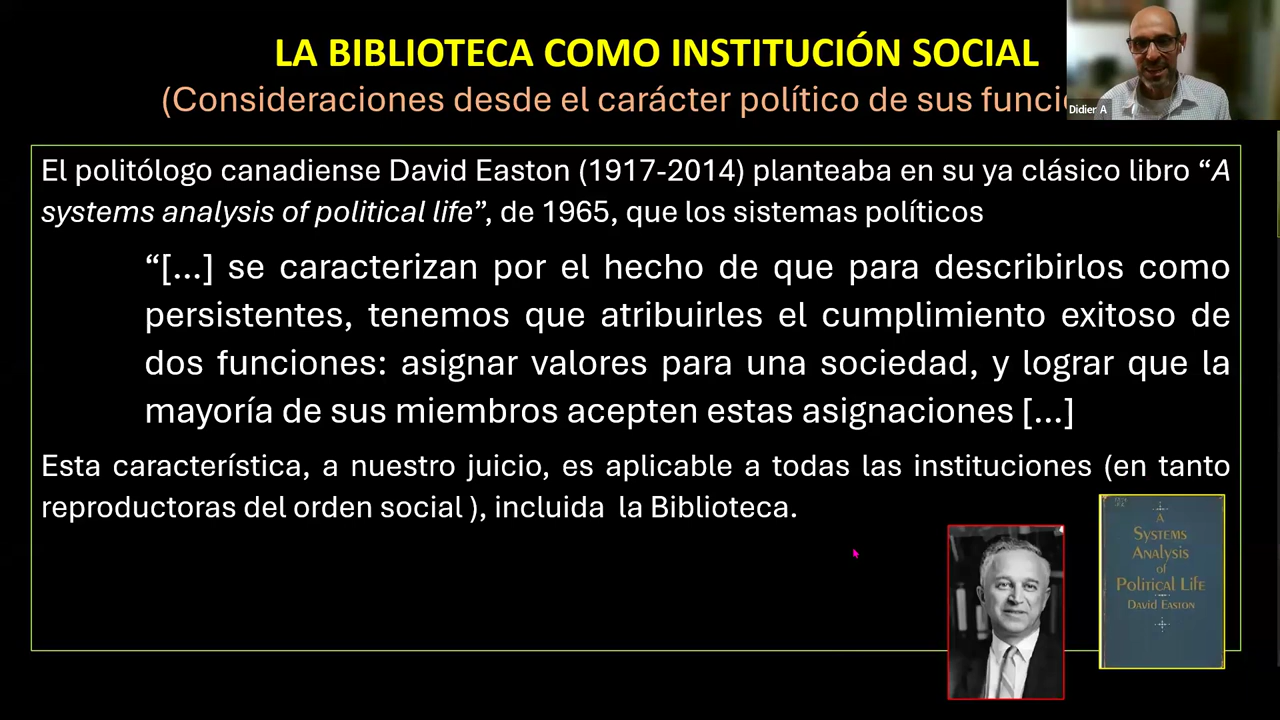 LA BIBLIOTECA COMO INSTITUCIÓN SOCIAL
(Consideraciones desde el carácter político de sus
Didier A
El politólogo canadiense David Easton (1917-2014) planteaba en su ya clásico libro “A
systems analysis of political life”, de 1965, que los sistemas políticos
“[...] se caracterizan por el hecho de que para describirlos como
persistentes, tenemos que atribuirles el cumplimiento exitoso de
dos funciones: asignar valores para una sociedad, y lograr que la
mayoría de sus miembros acepten estas asignaciones [...]
Esta característica, a nuestro juicio, es aplicable a todas las instituciones (en tanto
reproductoras del orden social ), incluida la Biblioteca.
A
Systems
Analysis
of
Political Life
David Easton